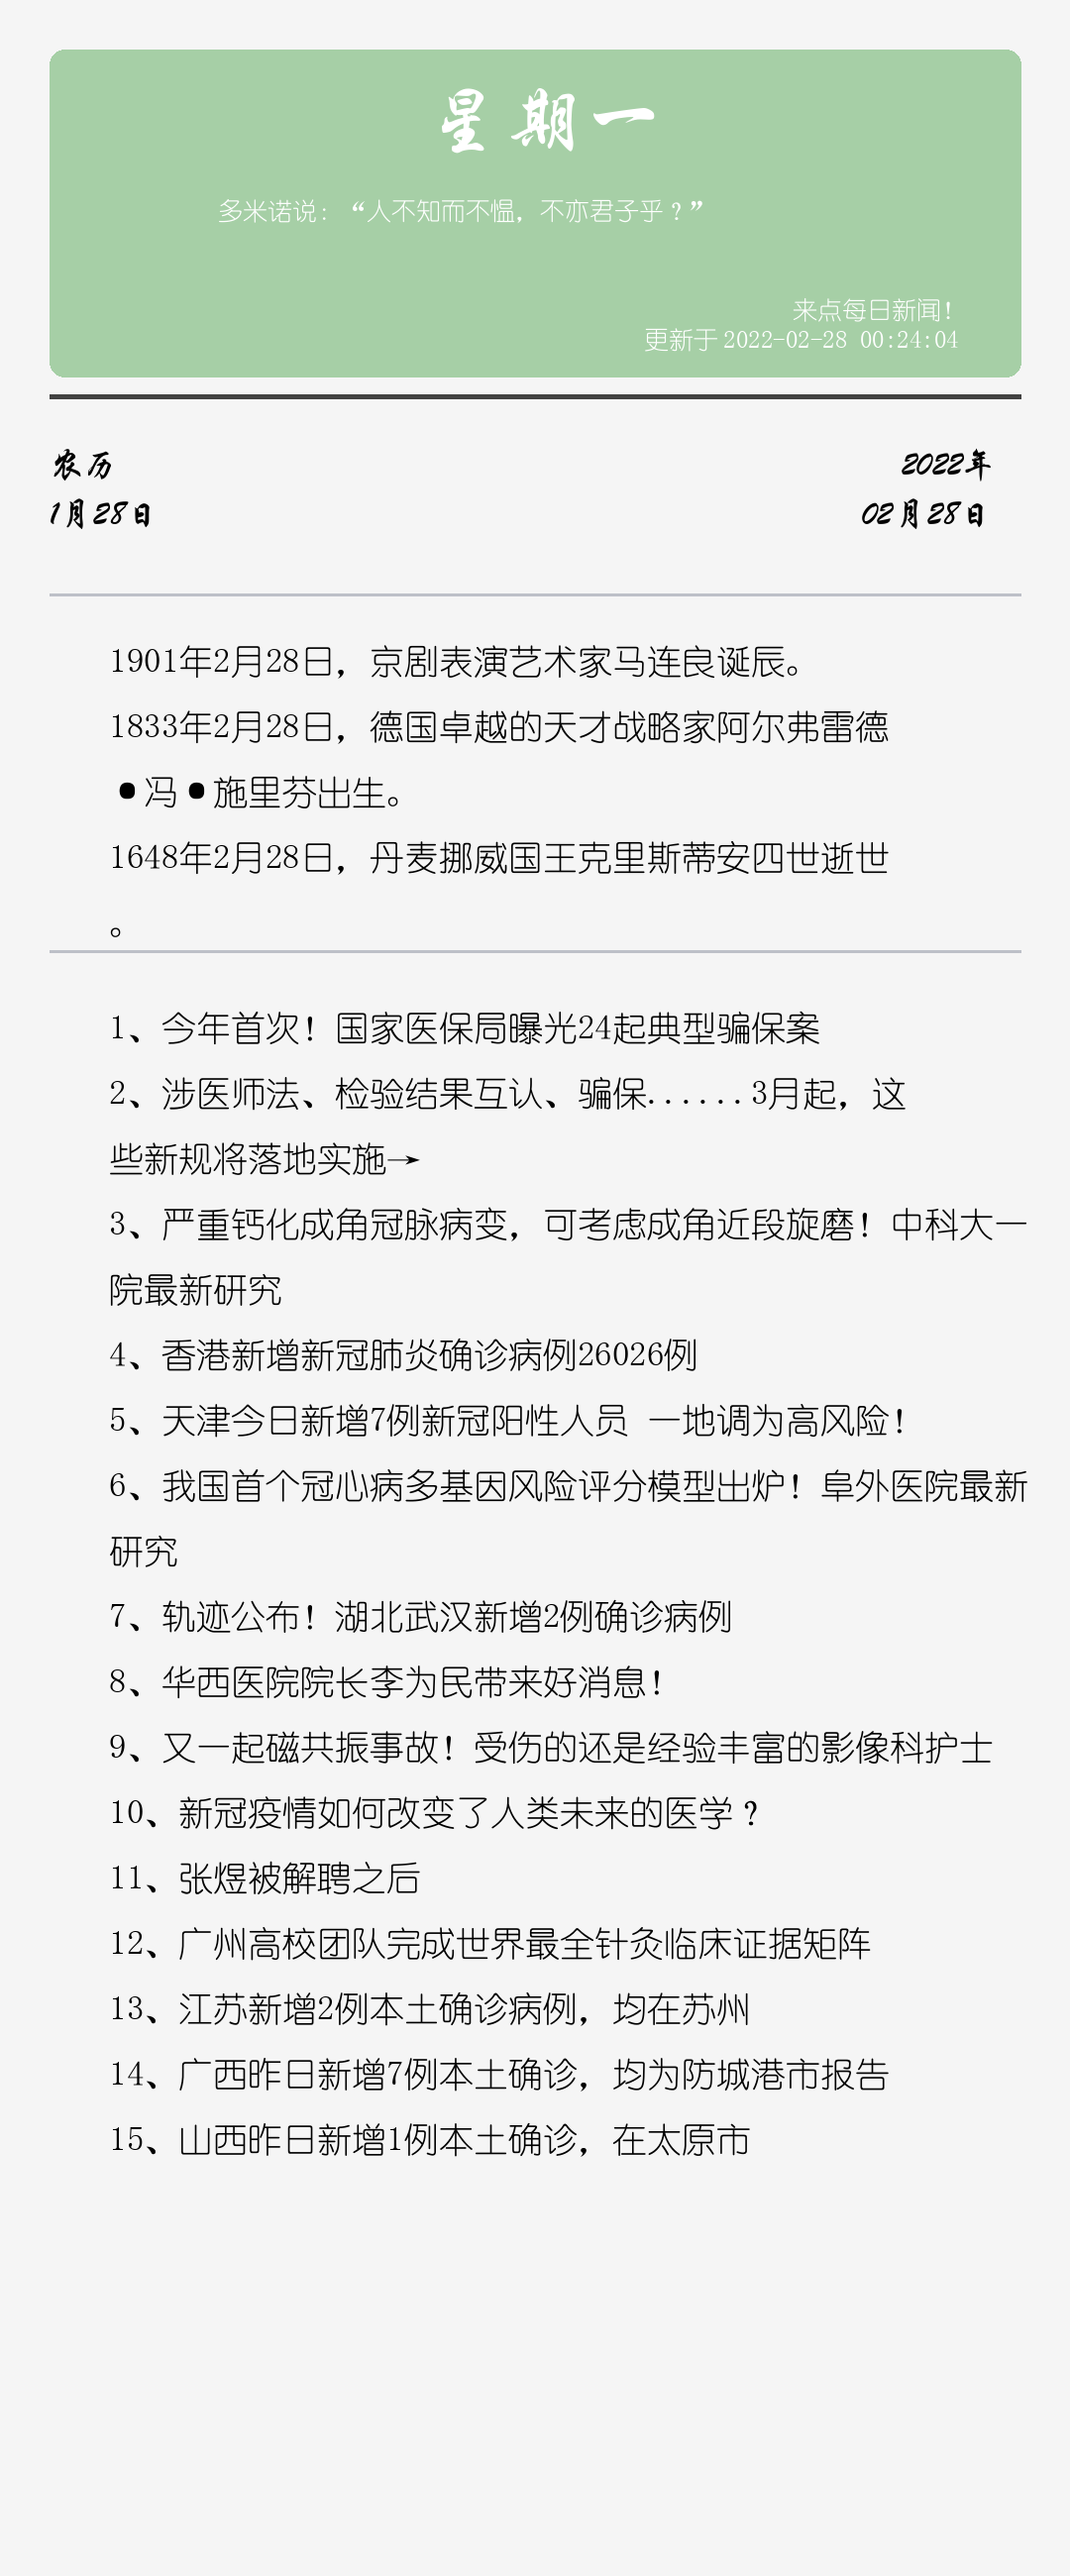 星期一
多米诺说：“人不知而不愠，不亦君子乎？”
来点每日新闻！
更新于 2022-02-28 00:24:04
农历
1月28日
2022年
02月28日
1901年2月28日，京剧表演艺术家马连良诞辰。
1833年2月28日，德国卓越的天才战略家阿尔弗雷德
•冯•施里芬出生。
1648年2月28日，丹麦挪威国王克里斯蒂安四世逝世
。
1、今年首次！国家医保局曝光24起典型骗保案
2、涉医师法、检验结果互认、骗保......3月起，这
些新规将落地实施→
3、严重钙化成角冠脉病变，可考虑成角近段旋磨！中科大一
院最新研究
4、香港新增新冠肺炎确诊病例26026例
5、天津今日新增7例新冠阳性人员 一地调为高风险！
6、我国首个冠心病多基因风险评分模型出炉！阜外医院最新
研究
7、轨迹公布！湖北武汉新增2例确诊病例
8、华西医院院长李为民带来好消息！
9、又一起磁共振事故！受伤的还是经验丰富的影像科护士
10、新冠疫情如何改变了人类未来的医学？
11、张煜被解聘之后
12、广州高校团队完成世界最全针灸临床证据矩阵
13、江苏新增2例本土确诊病例，均在苏州
14、广西昨日新增7例本土确诊，均为防城港市报告
15、山西昨日新增1例本土确诊，在太原市